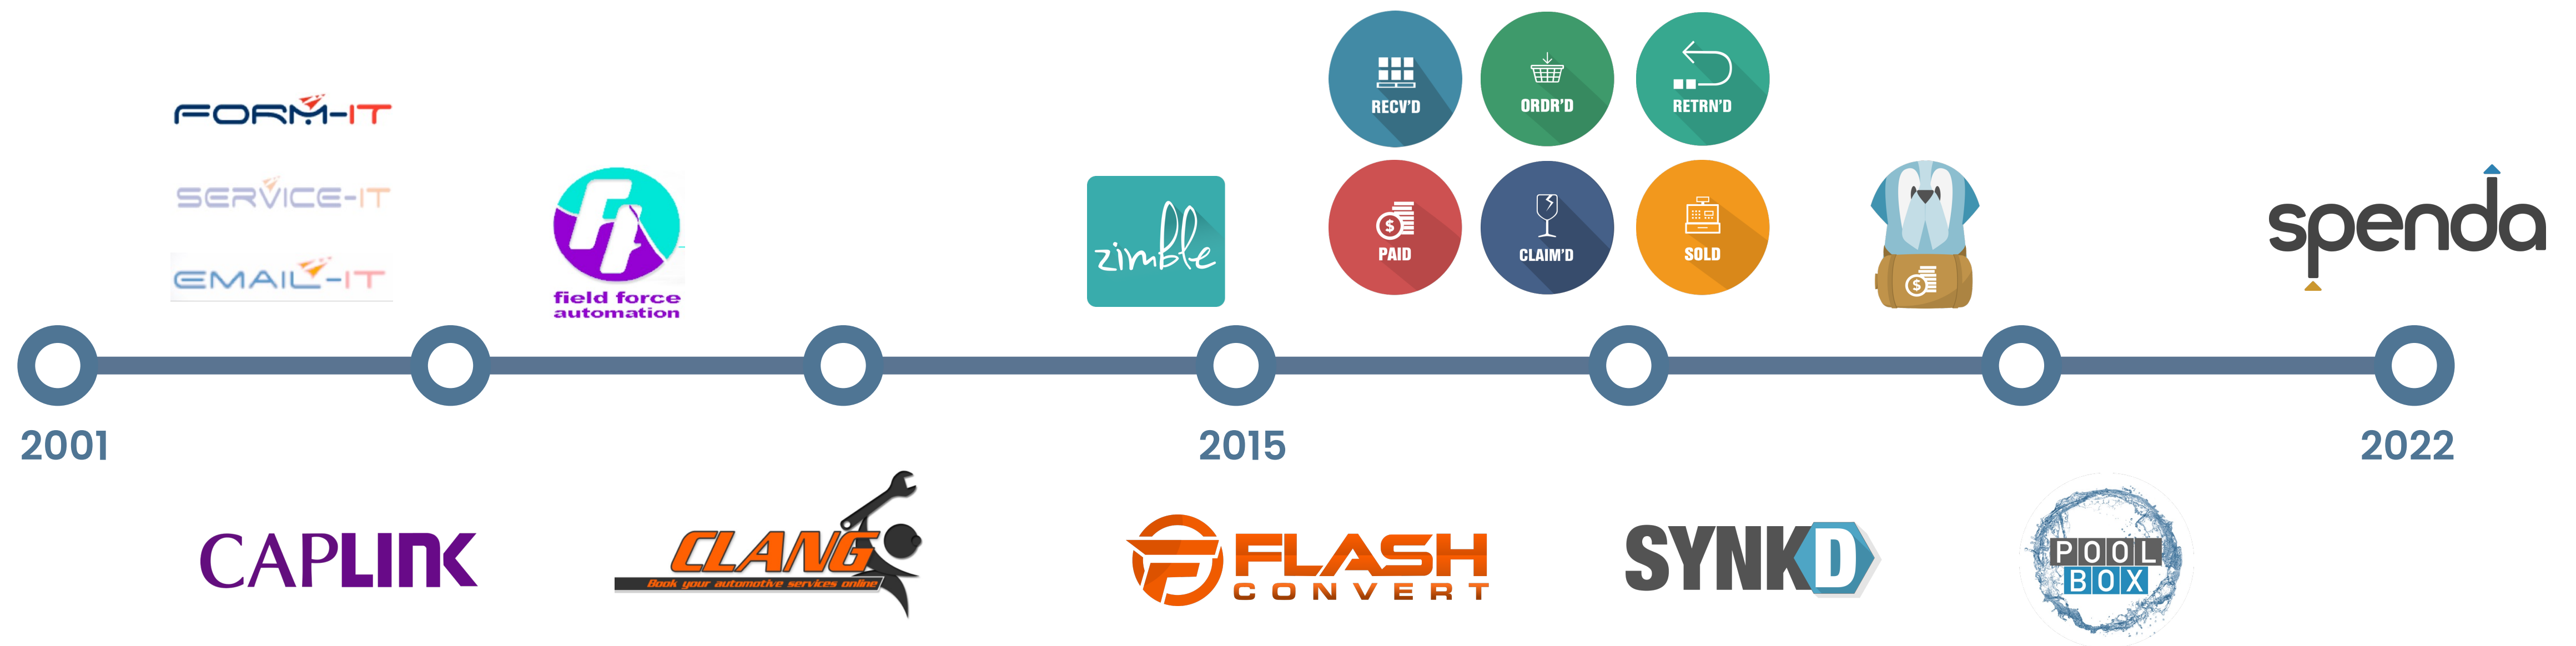 FORM-IT
SERVICE-IT
EMAIL-IT
field force
automation
zimble
RECV'D
ORDR'D
RETRN'D
$
PAID
CLAIM'D
SOLD
$
spenda
2001
2015
2022
CAPLINK
CLANG
Book your automotive services online
F FLASH
CONVERT
SYNKD
POOL
BOX